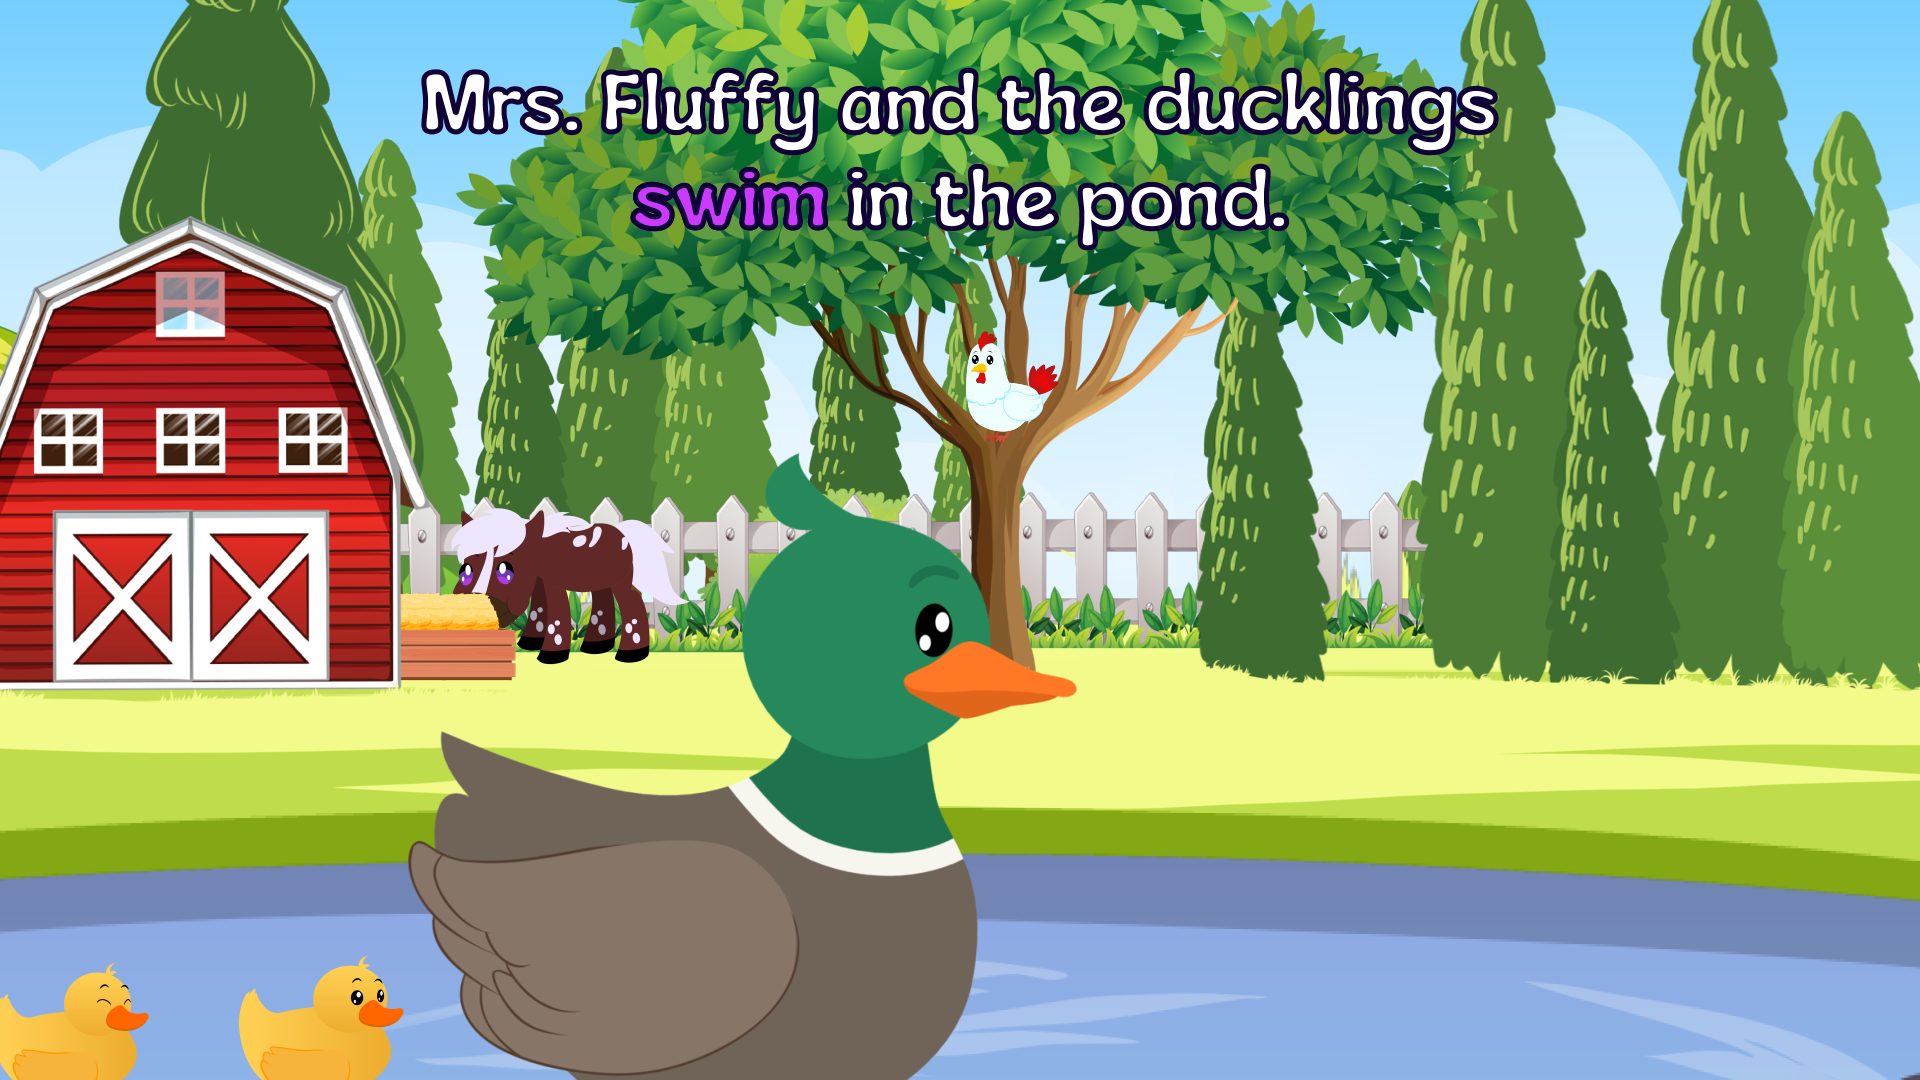 Mrs. Fluffy and the ducklings
swim in the pond.